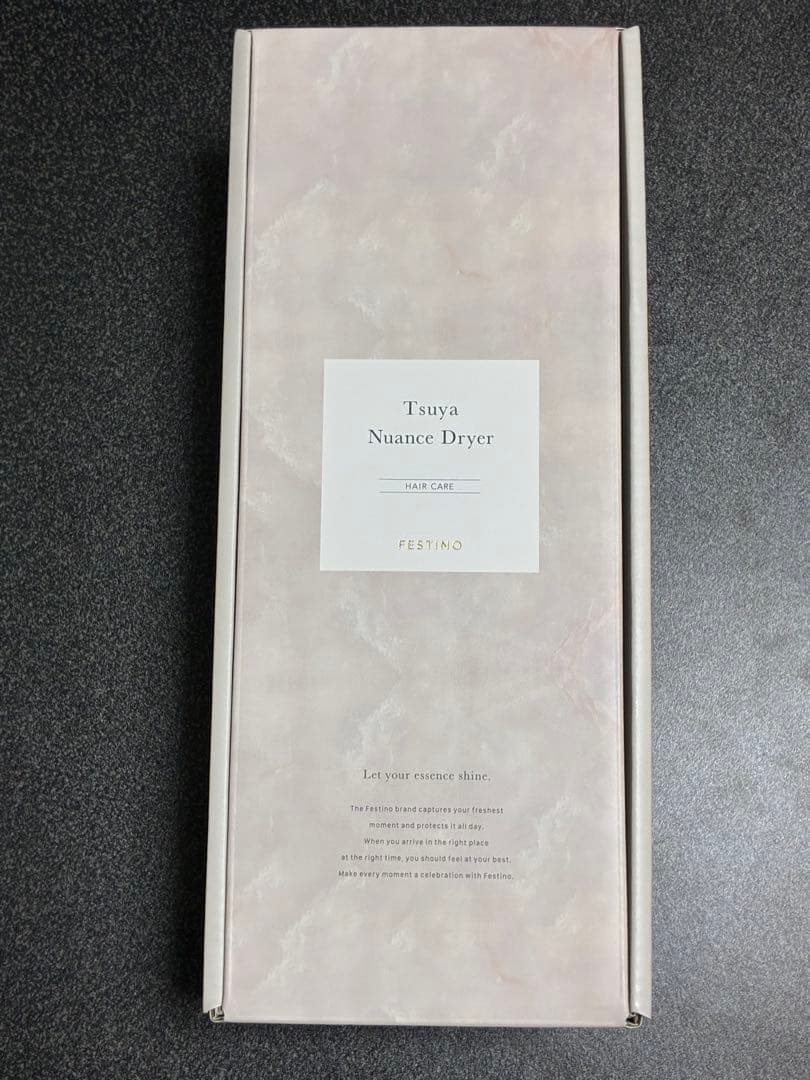 Tsuya
Nuance Dryer
HAIR CARE
FESTINO
Let your essence shine.
The Festino brand captures your freshest
moment and protects it all day.
When you arrive in the right place
at the right time, you should feel at your best.
Make every moment a celebration with Festino.